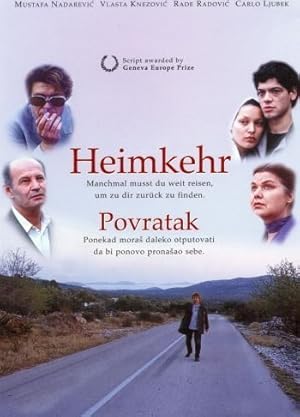 MUSTAFA NADAREVIĆ VLASTA KNEZOVIĆ RADE RADOVIĆ CARLO LJUBEK
Script awarded by
Geneva Europe Prize
Heimkehr
Manchmal musst du weit reisen,
um zu dir zurück zu finden.
Povratak
Ponekad moraš daleko otputovati
da bi ponovo pronašao sebe.